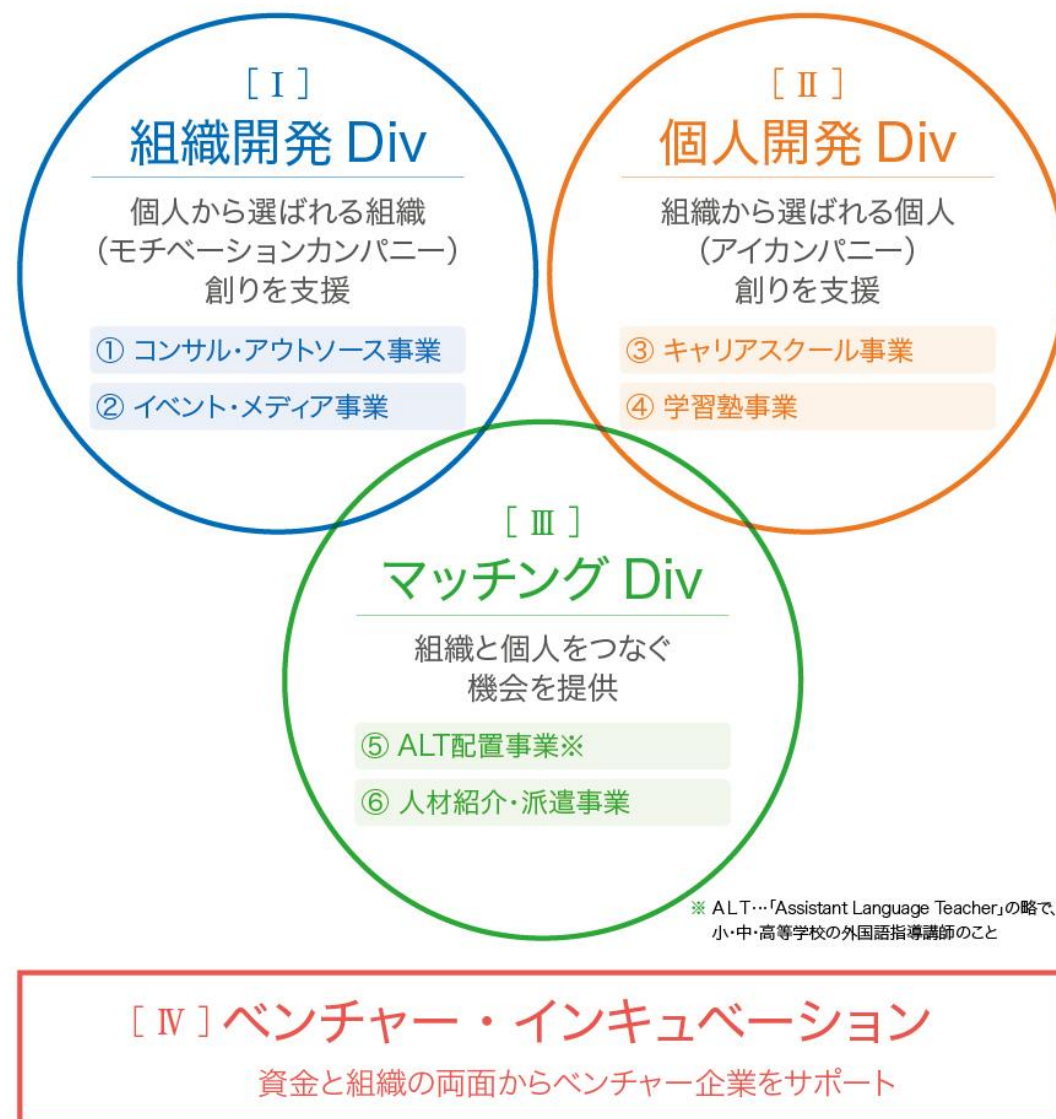 [ Ⅰ ]
組織開発 Div
個人から選ばれる組織
（モチベーションカンパニー）
創りを支援
① コンサル・アウトソース事業
② イベント・メディア事業
[ Ⅱ ]
個人開発 Div
組織から選ばれる個人
（アイカンパニー）
創りを支援
③ キャリアスクール事業
④ 学習塾事業
[ Ⅲ ]
マッチング Div
組織と個人をつなぐ
機会を提供
⑤ ALT配置事業※
⑥ 人材紹介・派遣事業
※ ALT…「Assistant Language Teacher」の略で、
小・中・高等学校の外国語指導講師のこと
[ Ⅳ ] ベンチャー・インキュベーション
資金と組織の両面からベンチャー企業をサポート